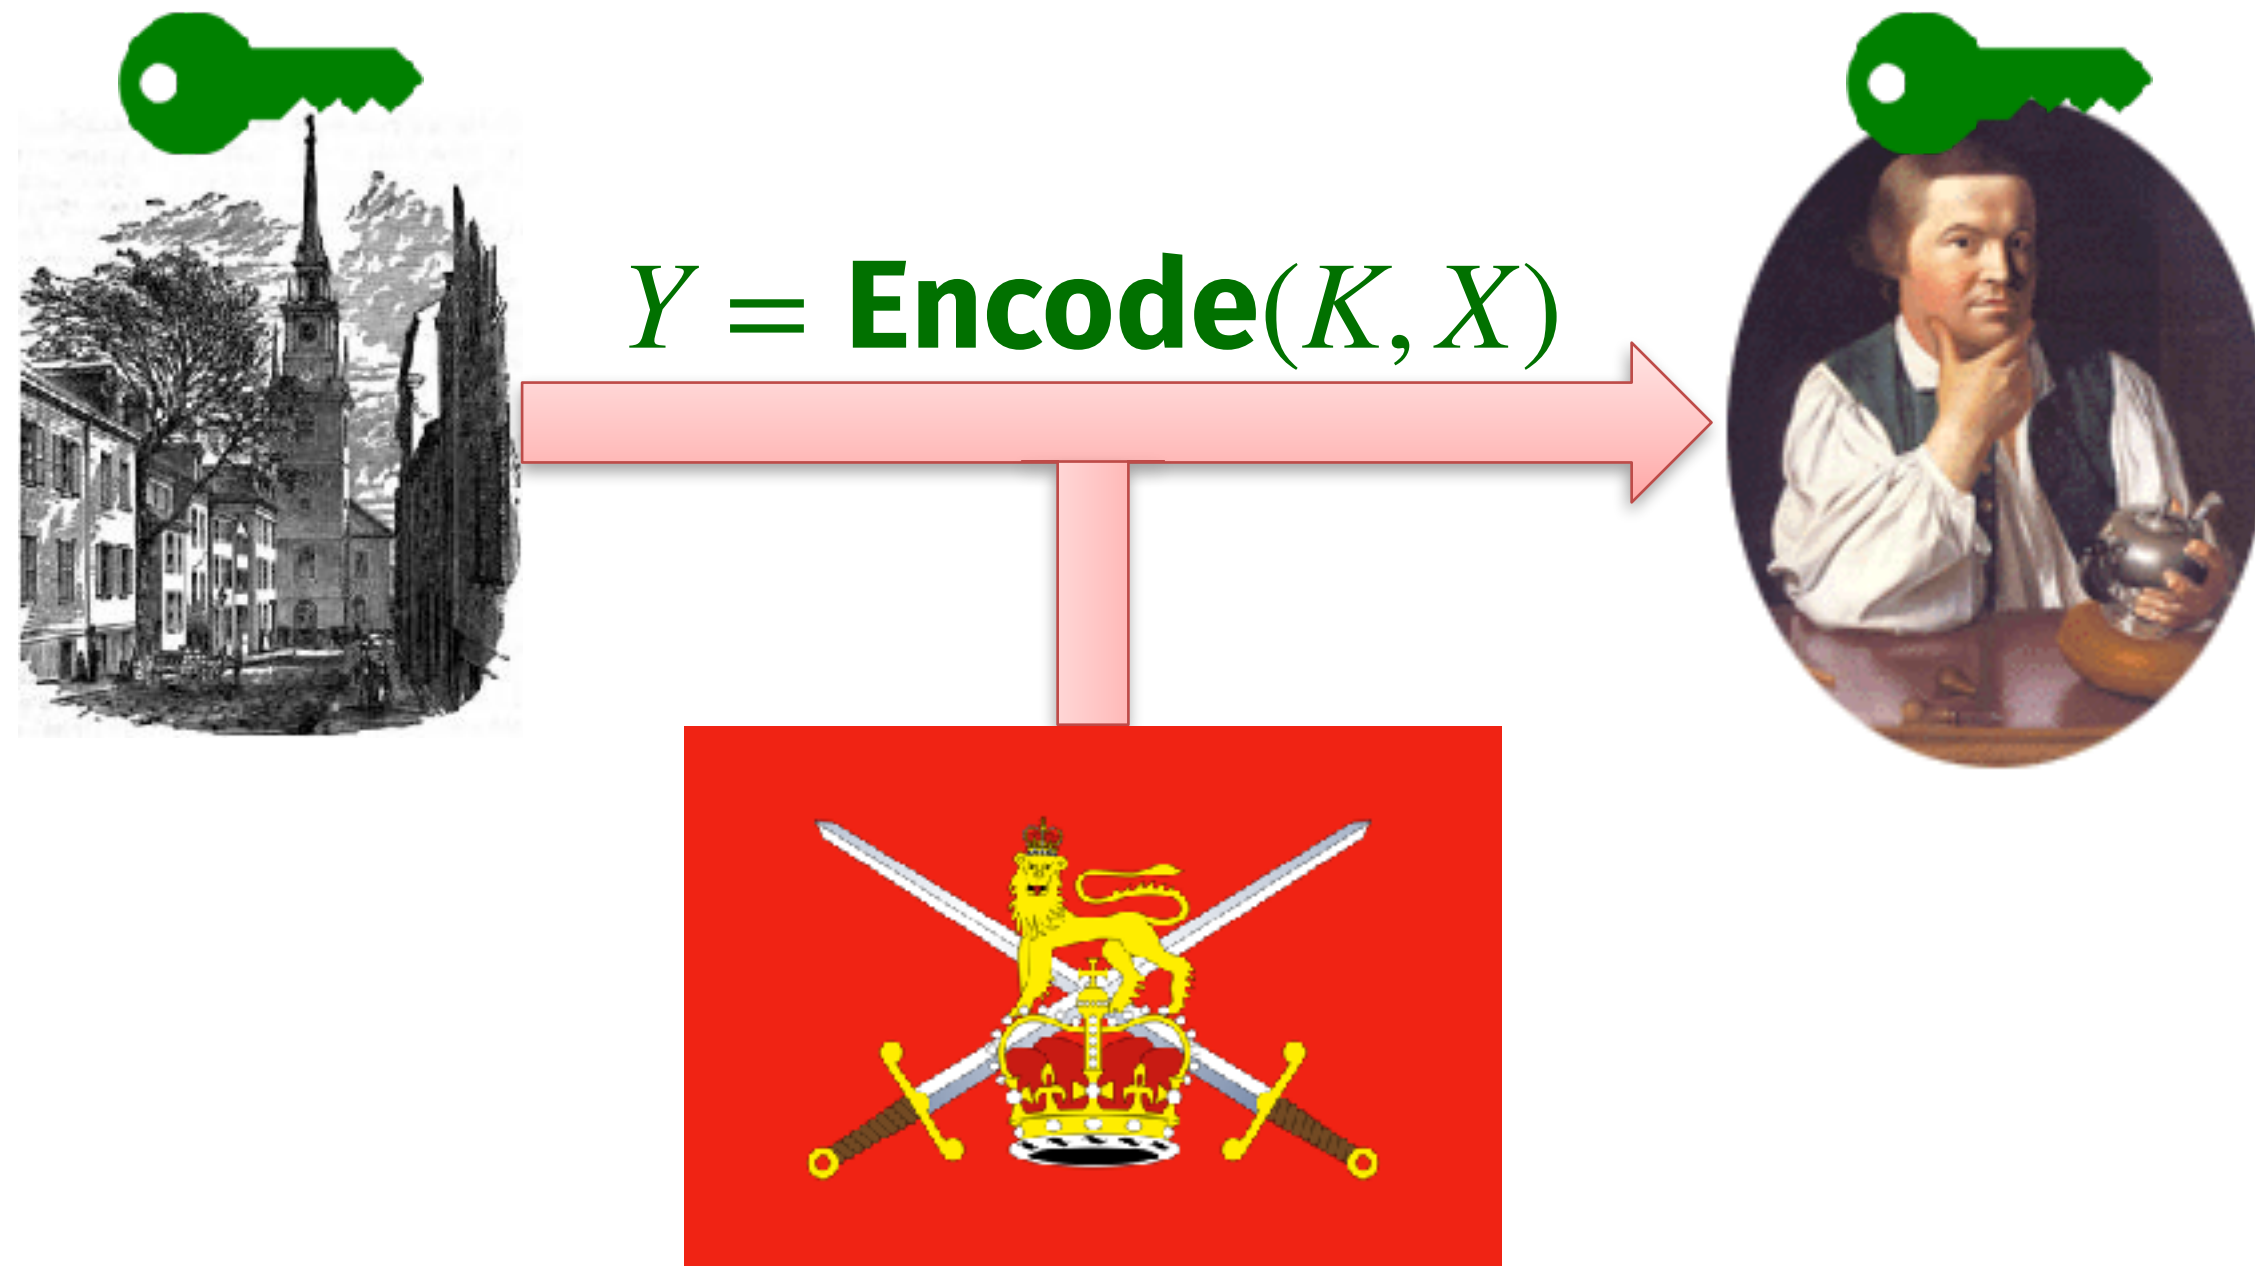 Y = Encode(K, X)